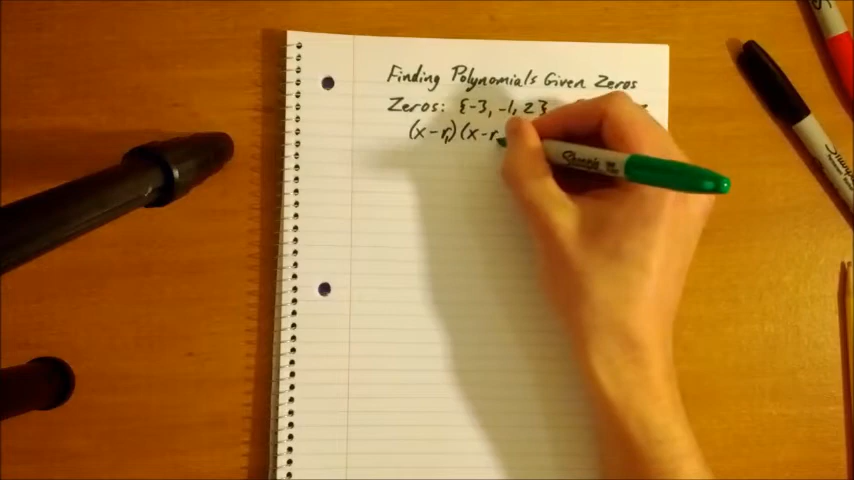 Finding Polynomials Given Zeros
Zeros: {-3, -1, 2}
(x-r₁)(x-r
Sharpie